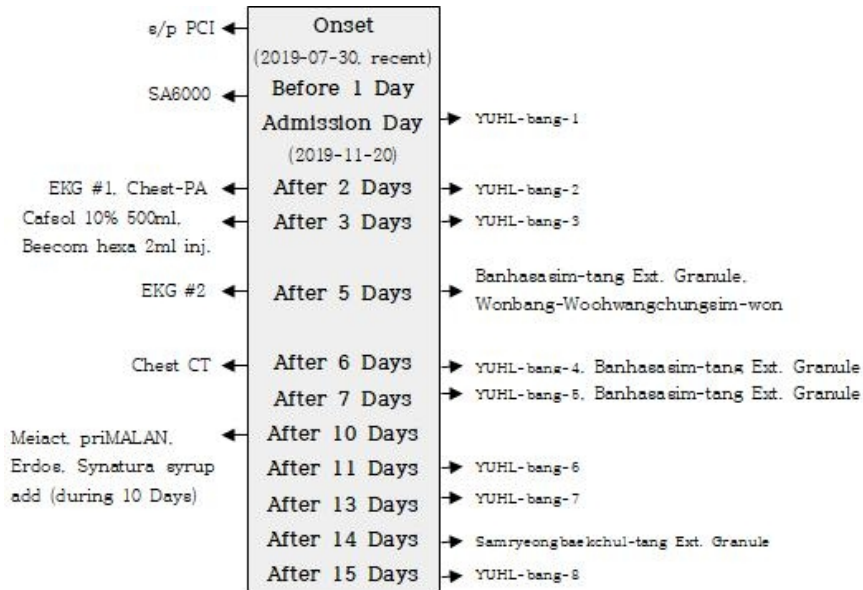 s/p PCI
Onset
(2019-07-30, recent)
SA6000
Before 1 Day
Admission Day
YUHL-bang-1
(2019-11-20)
EKG #1, Chest-PA
After 2 Days
YUHL-bang-2
Cafsol 10% 500ml,
Beecom hexa 2ml inj.
After 3 Days
YUHL-bang-3
EKG #2
After 5 Days
Banhasasim-tang Ext. Granule,
Wonbang-Woohwangchungsim-won
Chest CT
After 6 Days
YUHL-bang-4, Banhasasim-tang Ext. Granule
After 7 Days
YUHL-bang-5, Banhasasim-tang Ext. Granule
Meiact, priMALAN,
Erdos, Synatura syrup
add (during 10 Days)
After 10 Days
After 11 Days
YUHL-bang-6
After 13 Days
YUHL-bang-7
After 14 Days
Samryeongbaekchul-tang Ext. Granule
After 15 Days
YUHL-bang-8